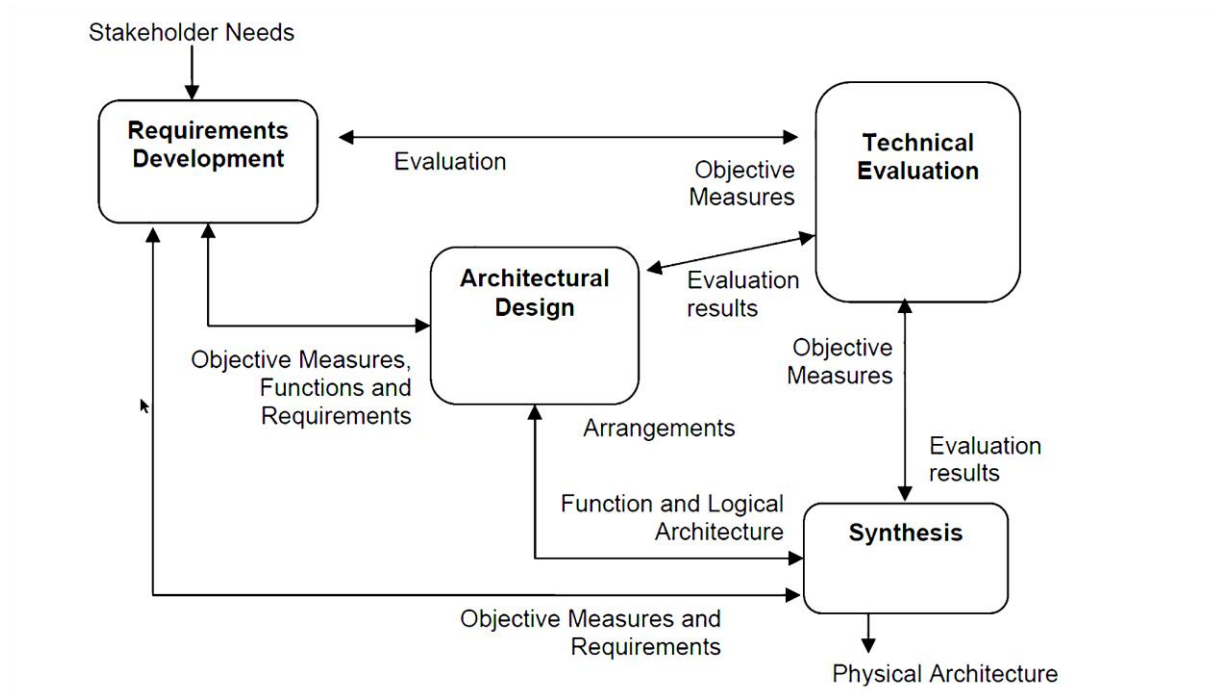 Stakeholder Needs
Requirements
Development
Technical
Evaluation
Evaluation
Objective
Measures
Architectural
Design
Evaluation
results
Objective Measures,
Functions and
Requirements
Objective
Measures
Arrangements
Evaluation
results
Function and Logical
Architecture
Synthesis
Objective Measures and
Requirements
Physical Architecture